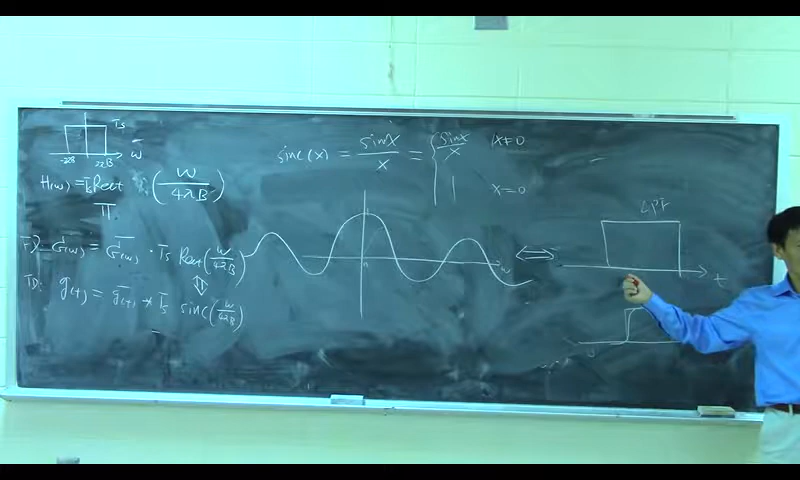 Ts
-2πB 2πB W
H(w) = Ts Rect (W/4πB)
Π
FD G(w) = G̅(w) · Ts Rect(W/4πB)
⇕
TD: g(t) = g̅(t) * Ts sinc(W/4πB)
sinc(x) = sinx/x = { sinx/x x≠0
1 x=0
1
⇔
LPF
t